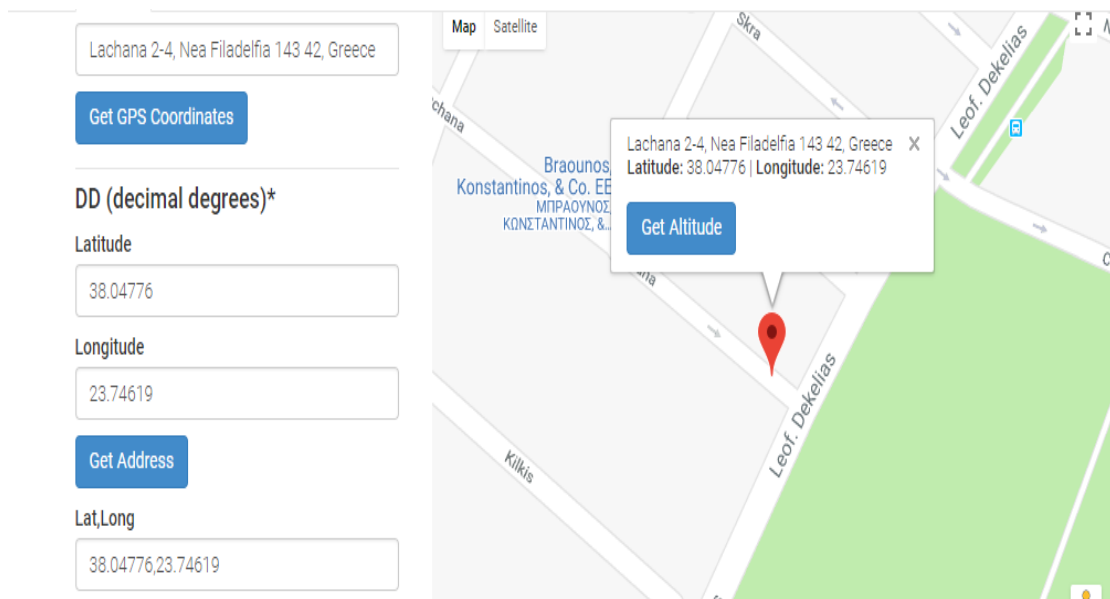 Lachana 2-4, Nea Filadelfia 143 42, Greece
Get GPS Coordinates
DD (decimal degrees)*
Latitude
38.04776
Longitude
23.74619
Get Address
Lat,Long
38.04776,23.74619
Map Satellite
Skra
Leof. Dekelias
chana
Braounos,
Konstantinos, & Co. EE
ΜΠΡΑΟΥΝΟΣ
ΚΩΝΣΤΑΝΤΙΝΟΣ, &...
Lachana 2-4, Nea Filadelfia 143 42, Greece ×
Latitude: 38.04776 | Longitude: 23.74619
Get Altitude
Leof. Dekelias
Kilkis